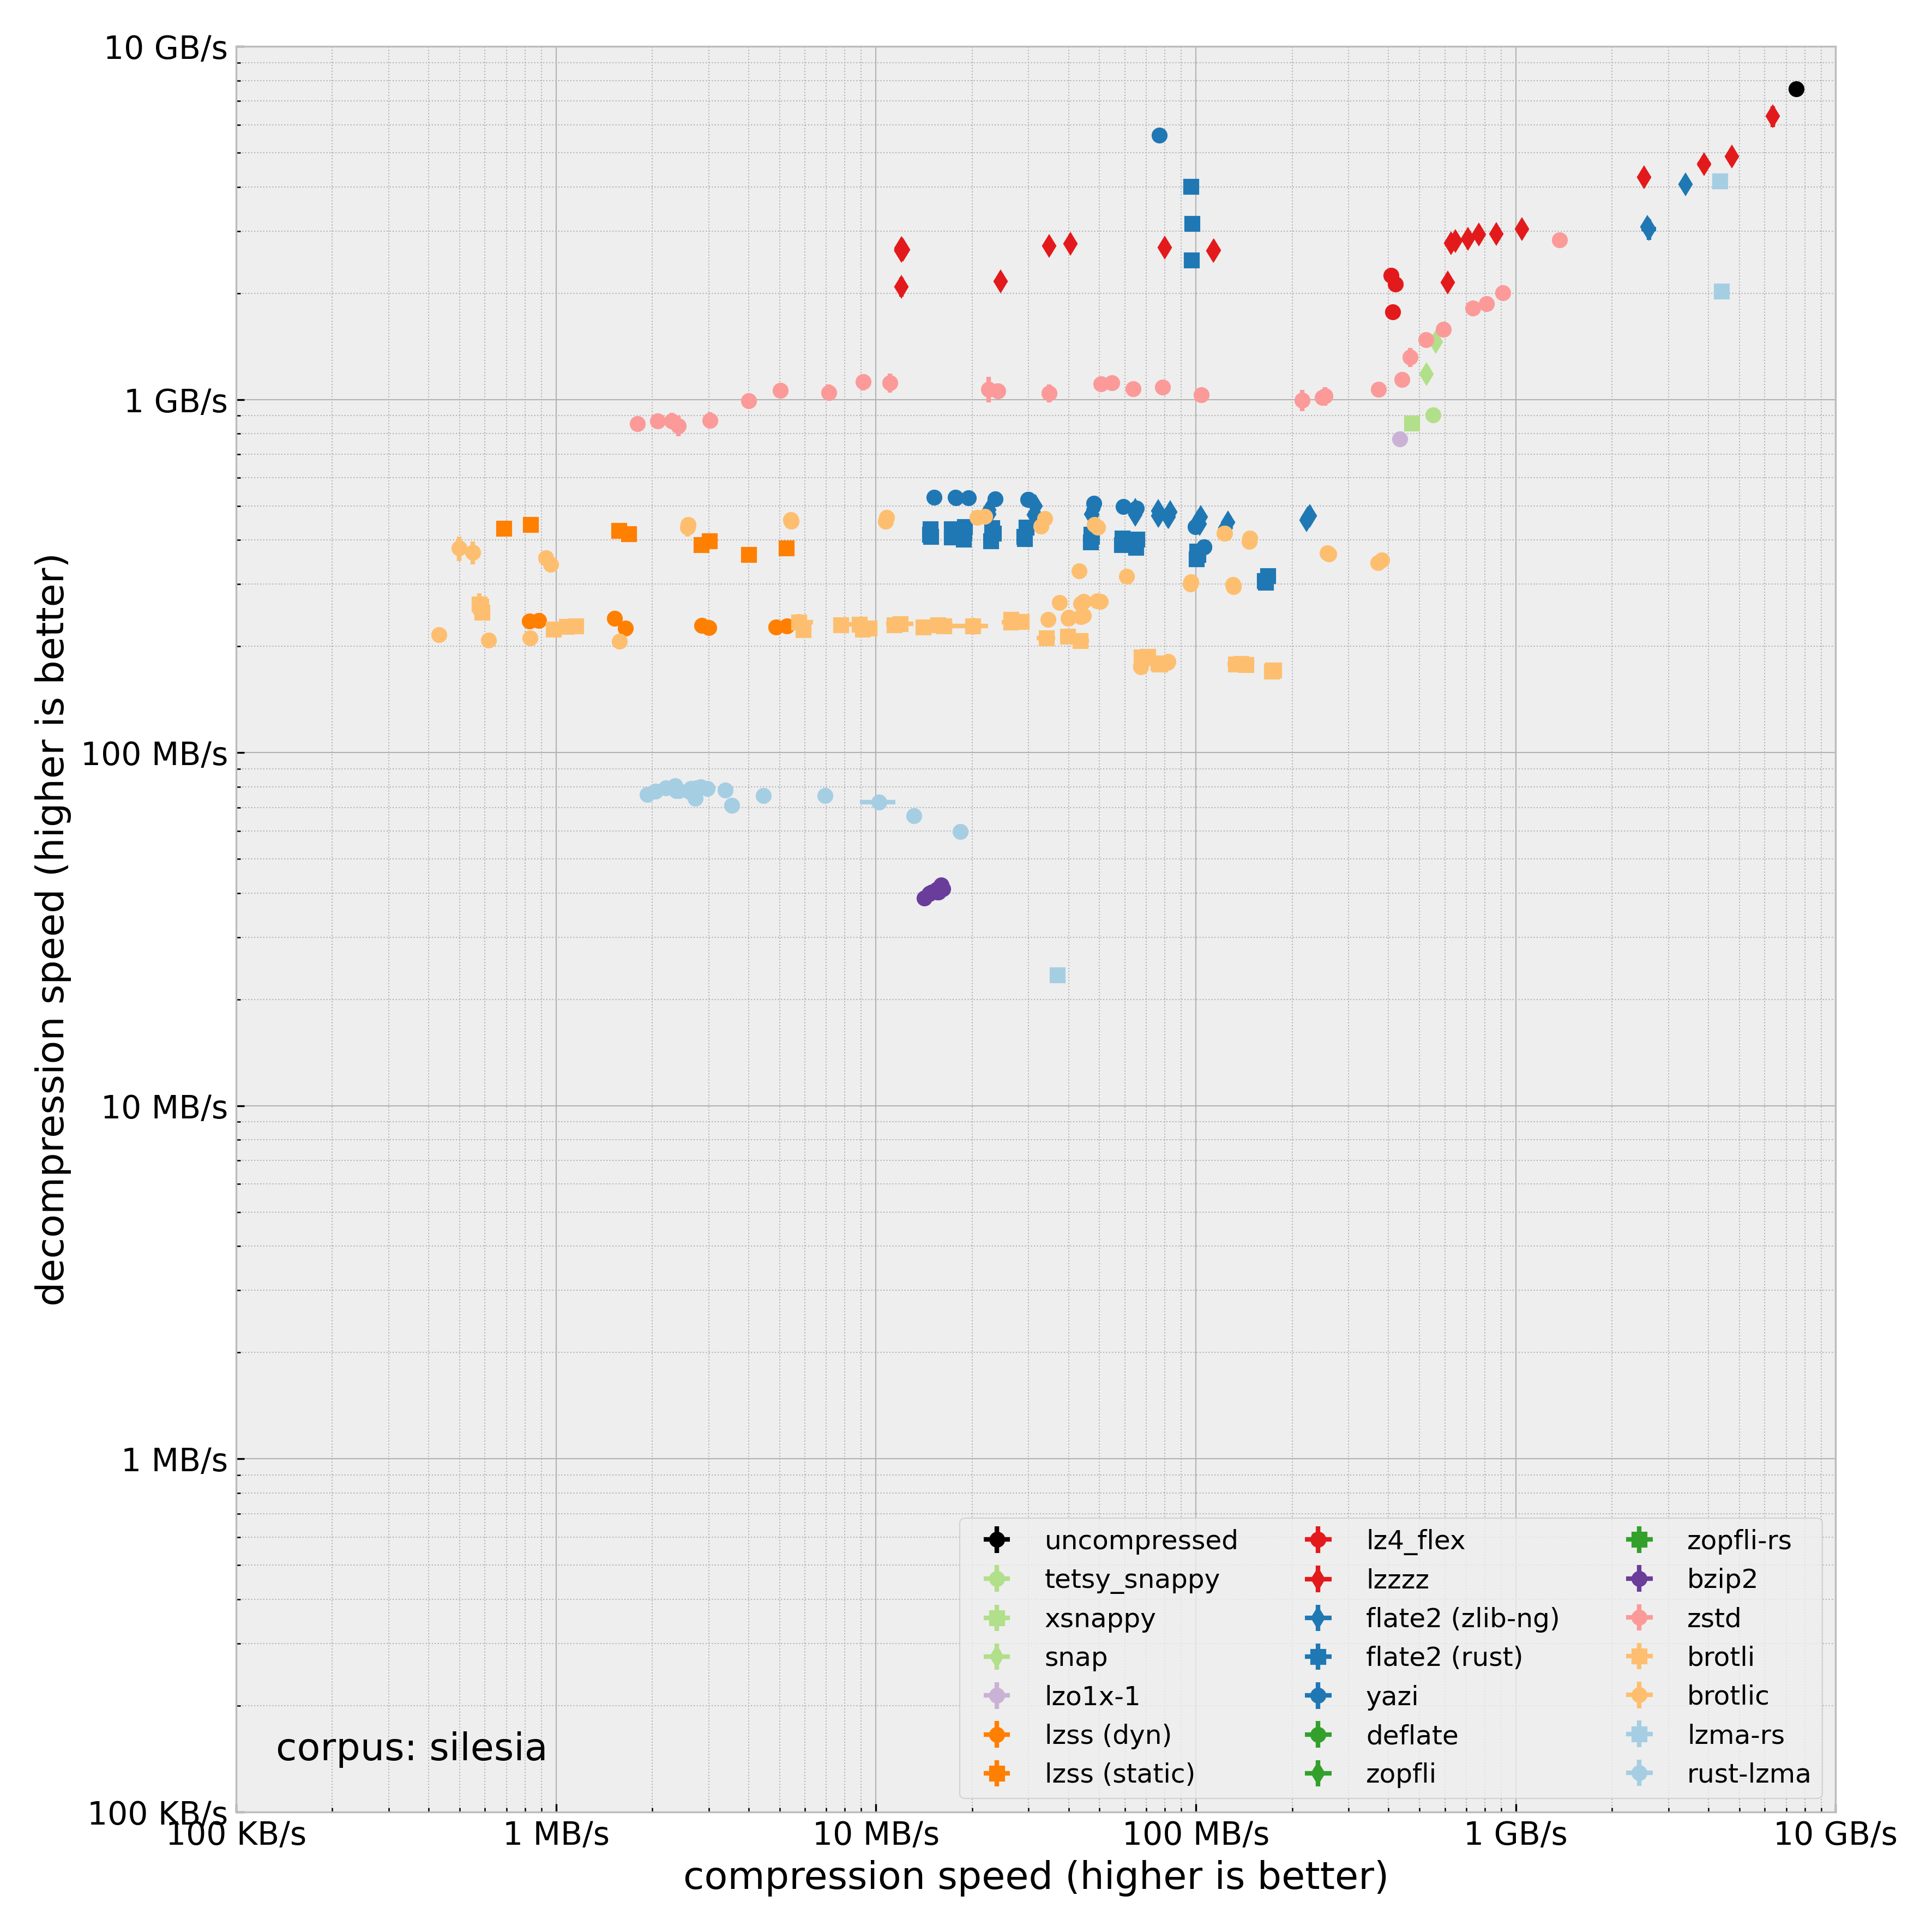 10 GB/s
1 GB/s
100 MB/s
10 MB/s
1 MB/s
100 KB/s
decompression speed (higher is better)
corpus: silesia
uncompressed
tetsy_snappy
xsnappy
snap
lzo1x-1
lzss (dyn)
lzss (static)
lz4_flex
lzzzz
flate2 (zlib-ng)
flate2 (rust)
yazi
deflate
zopfli
zopfli-rs
bzip2
zstd
brotli
brotlic
lzma-rs
rust-lzma
100 KB/s 1 MB/s 10 MB/s 100 MB/s 1 GB/s 10 GB/s
compression speed (higher is better)